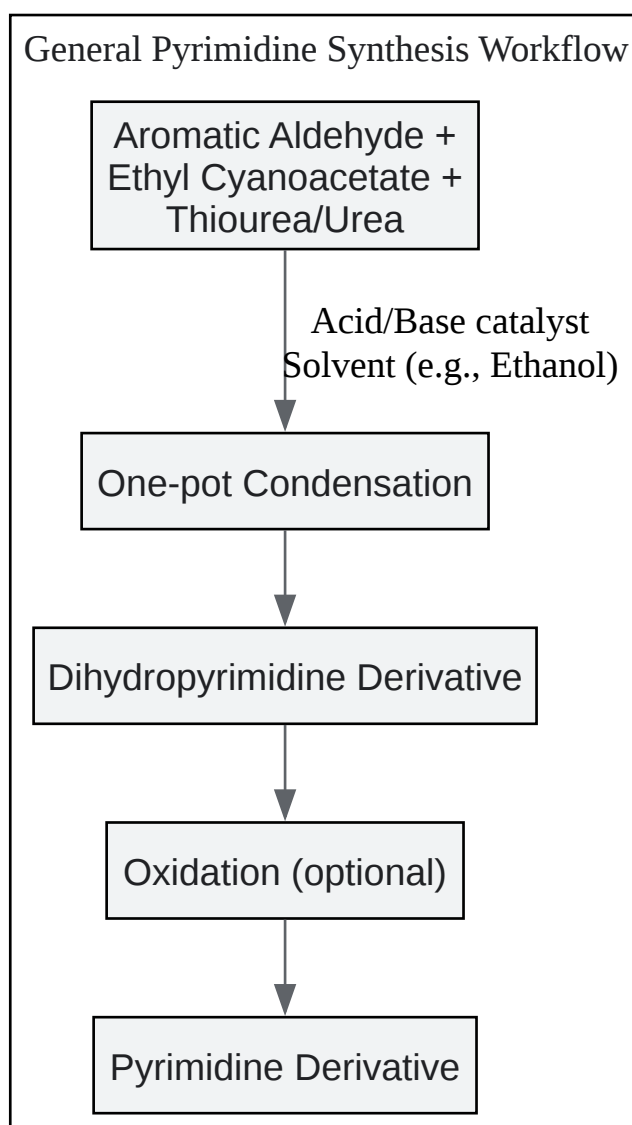 General Pyrimidine Synthesis Workflow
Aromatic Aldehyde +
Ethyl Cyanoacetate +
Thiourea/Urea
Acid/Base catalyst
Solvent (e.g., Ethanol)
One-pot Condensation
Dihydropyrimidine Derivative
Oxidation (optional)
Pyrimidine Derivative